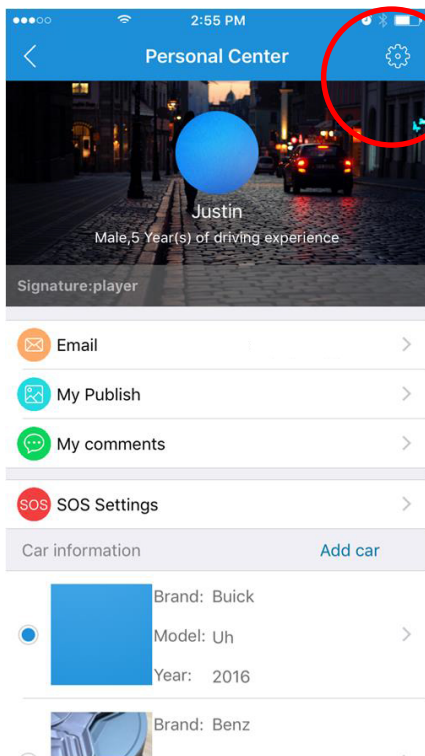 2:55 PM
Personal Center
Justin
Male,5 Year(s) of driving experience
Signature:player
Email
My Publish
My comments
SOS SOS Settings
Car information Add car
Brand: Buick
Model: Uh
Year: 2016
Brand: Benz